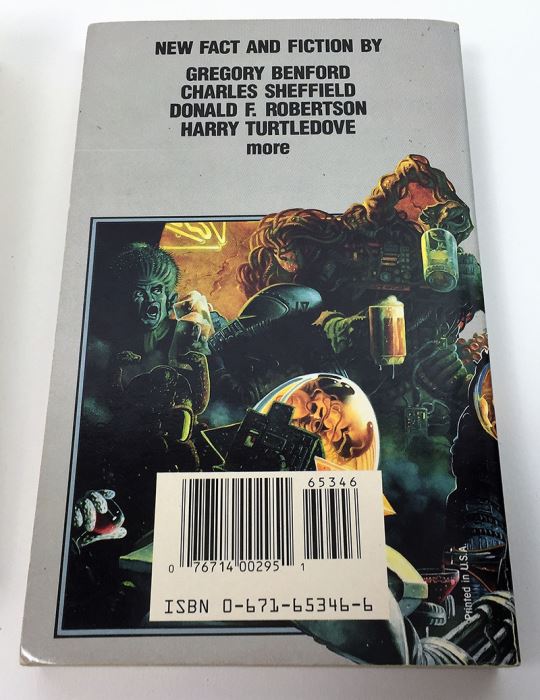 NEW FACT AND FICTION BY
GREGORY BENFORD
CHARLES SHEFFIELD
DONALD F. ROBERTSON
HARRY TURTLEDOVE
more
65346
0 76714 00295 1
ISBN 0-671-65346-6
Printed in U.S.A.